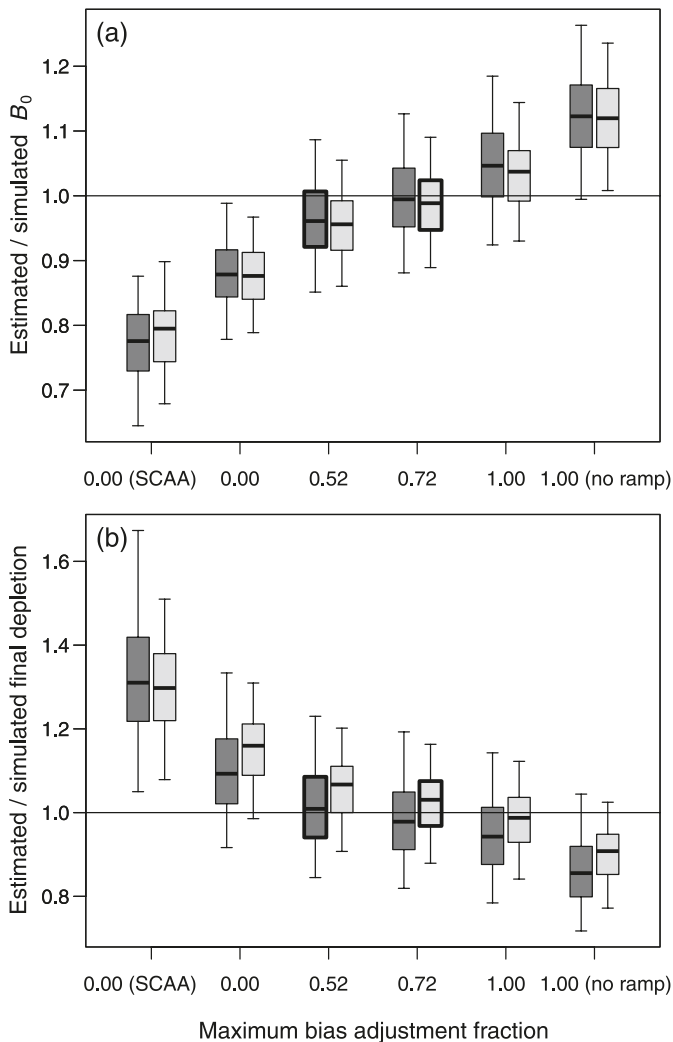 (a)
Estimated / simulated B0
1.2
1.1
1.0
0.9
0.8
0.7
0.00 (SCAA) 0.00 0.52 0.72 1.00 1.00 (no ramp)
(b)
Estimated / simulated final depletion
1.6
1.4
1.2
1.0
0.8
0.00 (SCAA) 0.00 0.52 0.72 1.00 1.00 (no ramp)
Maximum bias adjustment fraction